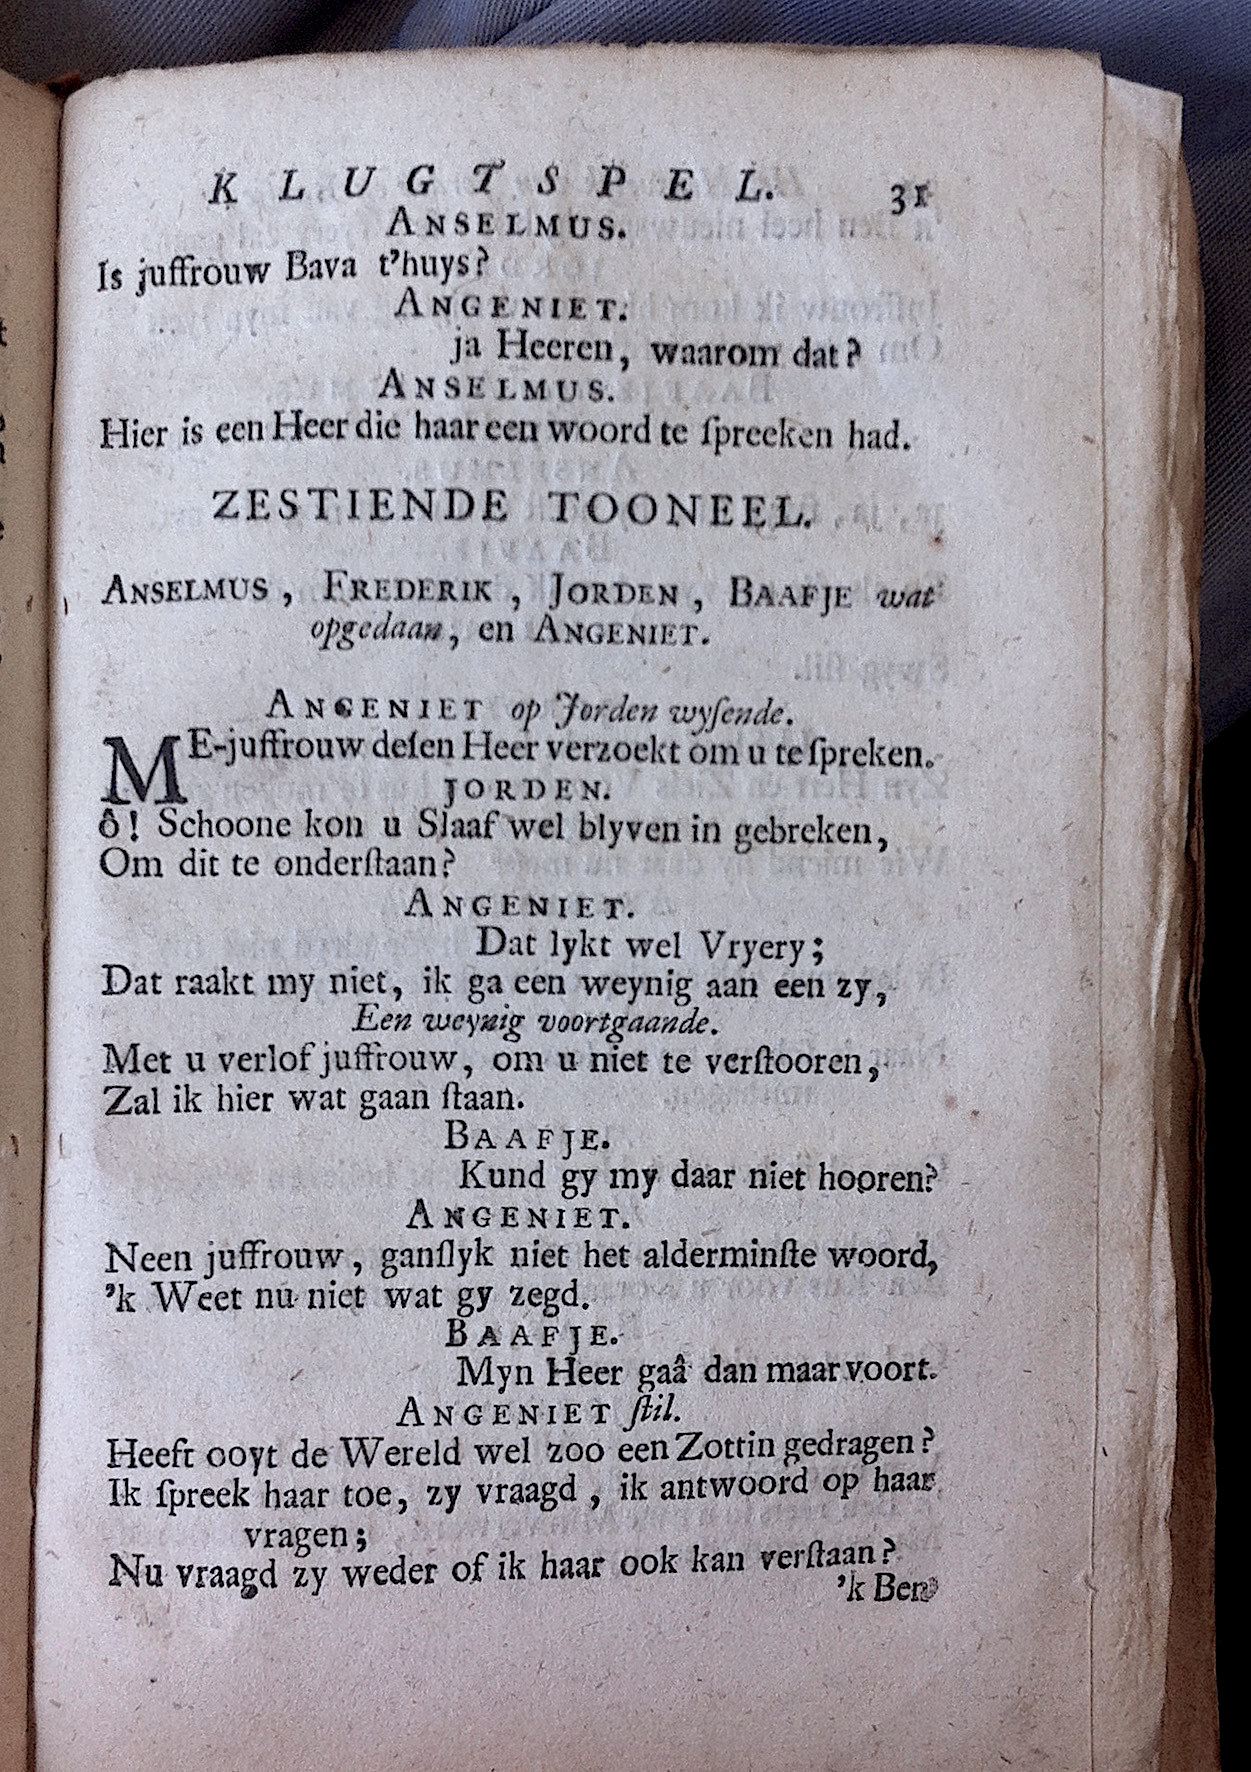 KLUGTSPEL. 31
ANSELMUS.
Is juffrouw Bava t'huys?
ANGENIET.
ja Heeren, waarom dat?
ANSELMUS.
Hier is een Heer die haar een woord te ſpreeken had.
ZESTIENDE TOONEEL.
ANSELMUS, FREDERIK, JORDEN, BAAFJE wat
opgedaan, en ANGENIET.
ANGENIET op Jorden wyſende.
ME-juffrouw deſen Heer verzoekt om u te ſpreken.
JORDEN.
ô! Schoone kon u Slaaf wel blyven in gebreken,
Om dit te onderſtaan?
ANGENIET.
Dat lykt wel Vryery;
Dat raakt my niet, ik ga een weynig aan een zy,
Een weynig voortgaande.
Met u verlof juffrouw, om u niet te verſtooren,
Zal ik hier wat gaan ſtaan.
BAAFJE.
Kund gy my daar niet hooren?
ANGENIET.
Neen juffrouw, ganſlyk niet het alderminſte woord,
'k Weet nu niet wat gy zegd.
BAAFJE.
Myn Heer gaâ dan maar voort.
ANGENIET ſtil.
Heeft ooyt de Wereld wel zoo een Zottin gedragen?
Ik ſpreek haar toe, zy vraagd, ik antwoord op haar
vragen;
Nu vraagd zy weder of ik haar ook kan verſtaan?
'k Ben